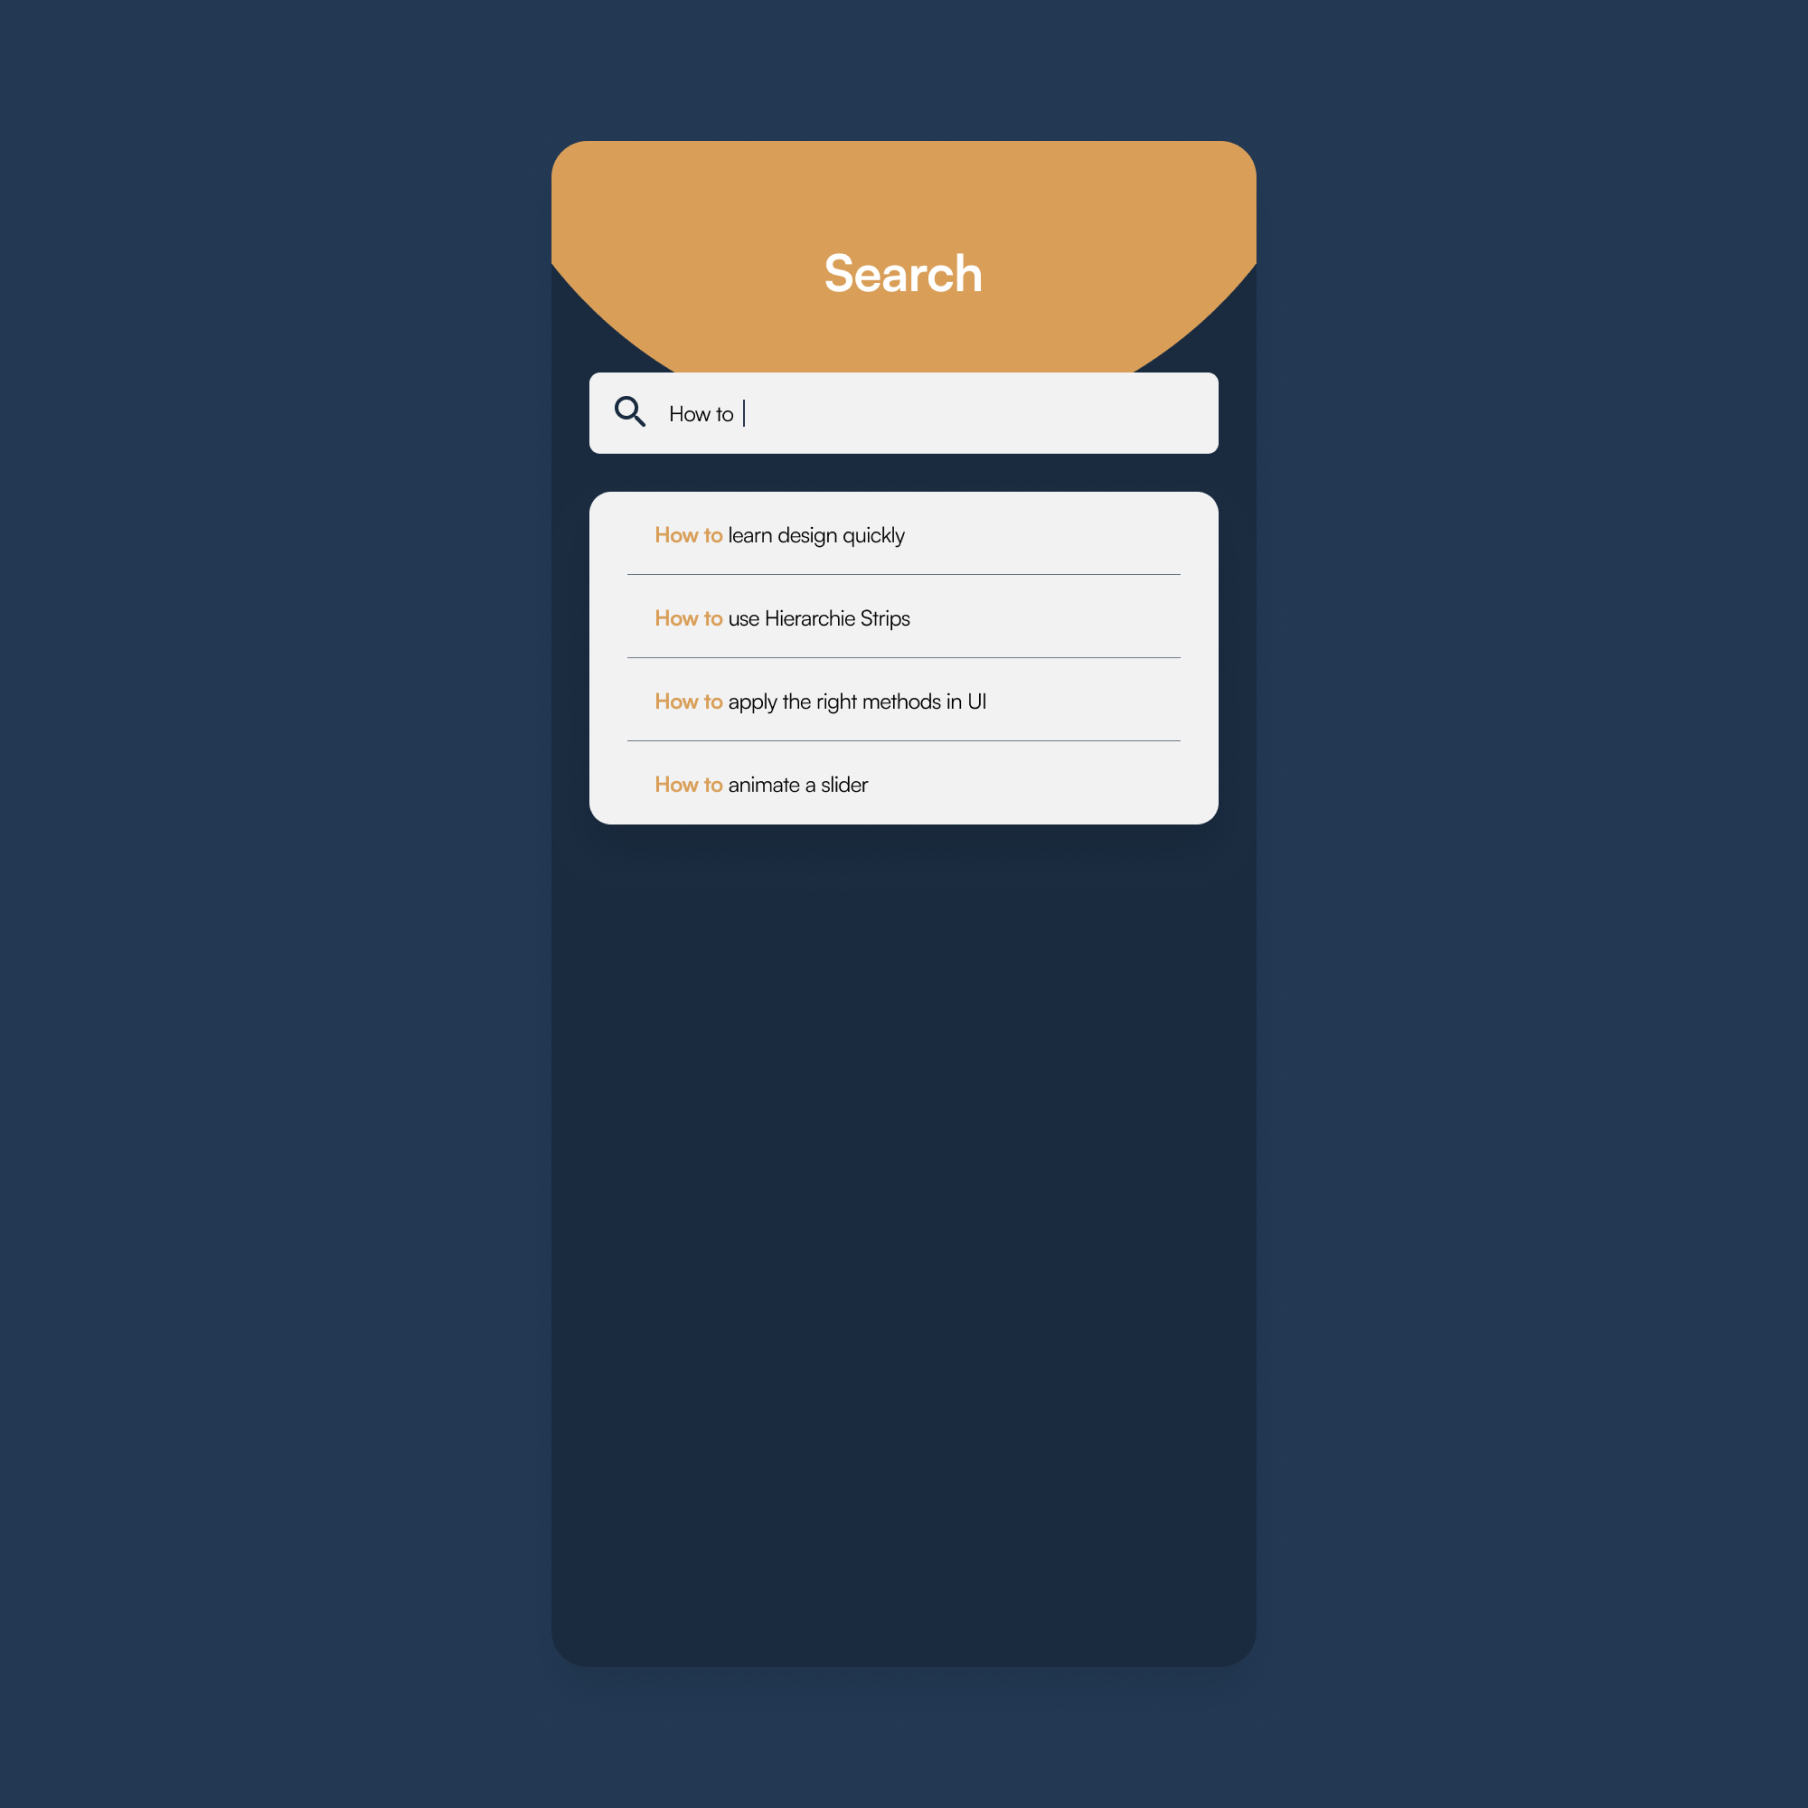 Search
How to
How to learn design quickly
How to use Hierarchie Strips
How to apply the right methods in UI
How to animate a slider